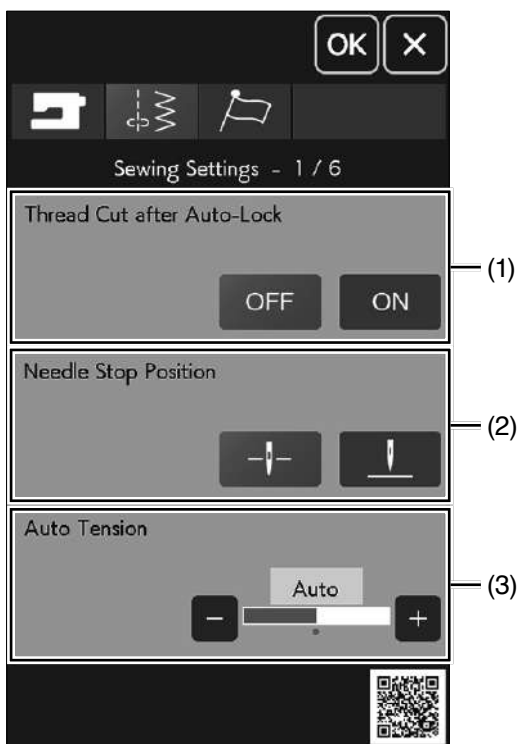 OK ×
Sewing Settings - 1 / 6
Thread Cut after Auto-Lock
(1)
OFF ON
Needle Stop Position
(2)
Auto Tension
(3)
Auto
− +